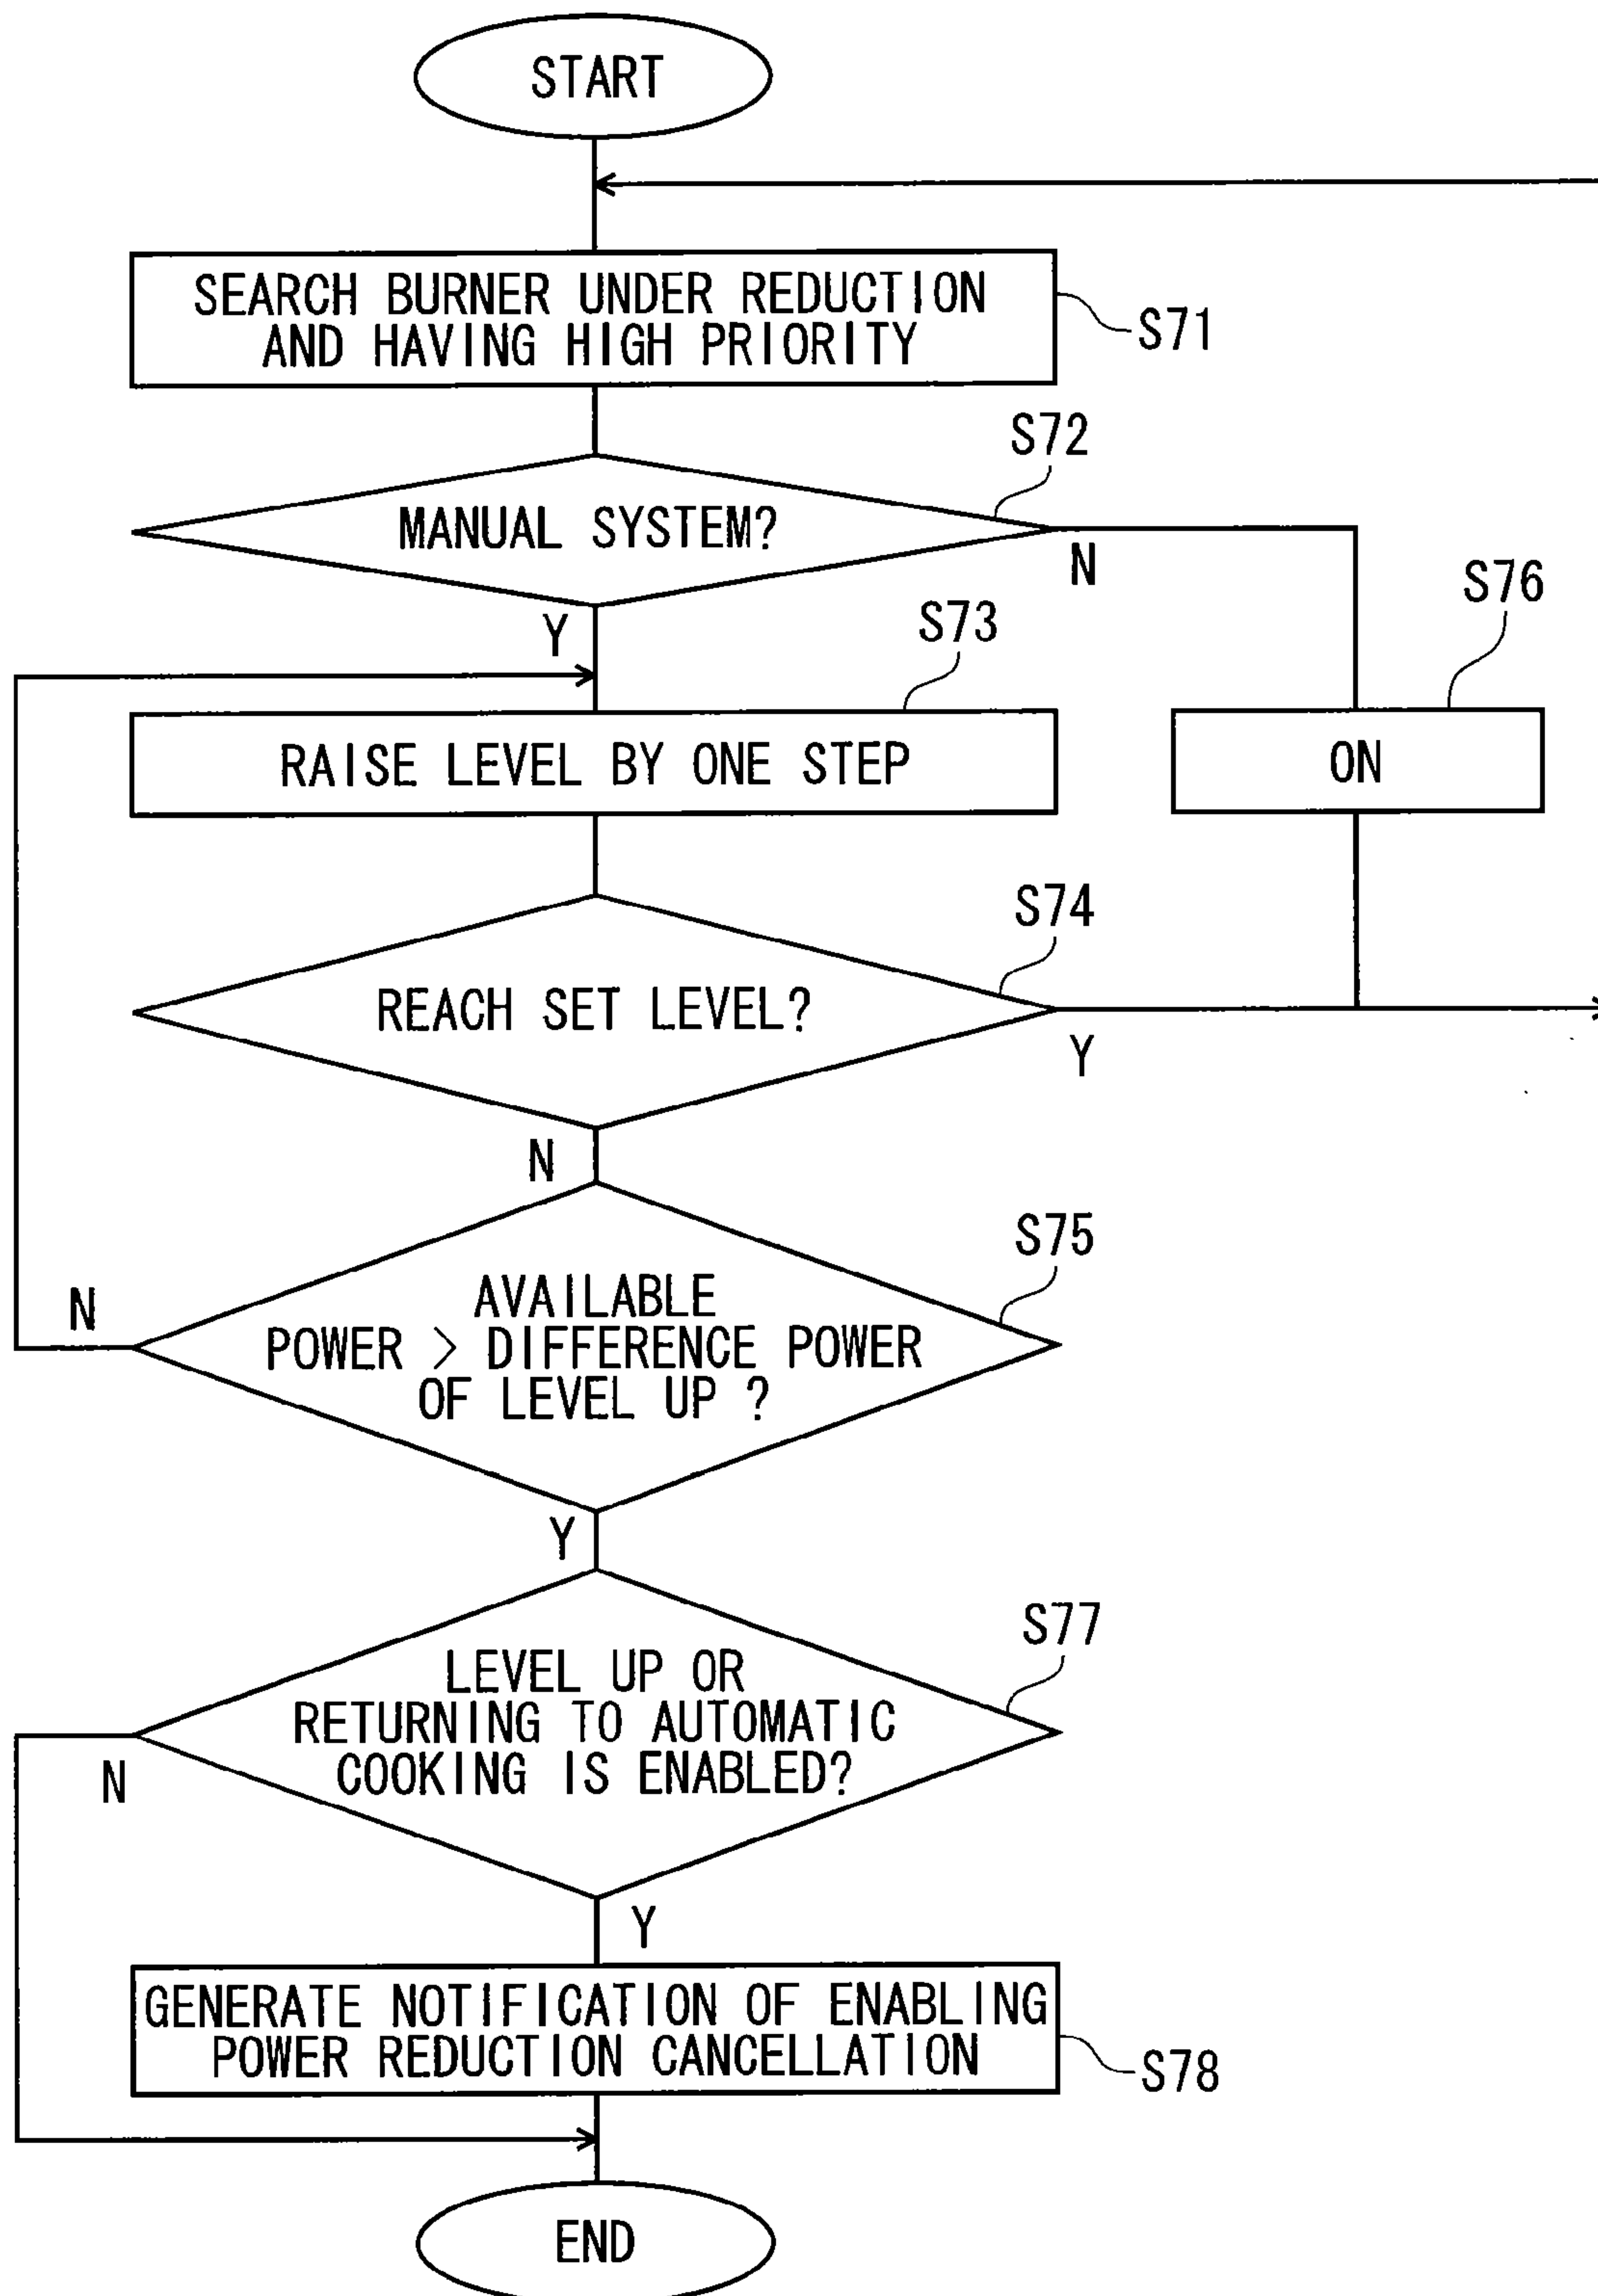 START
SEARCH BURNER UNDER REDUCTION
AND HAVING HIGH PRIORITY
S71
S72
MANUAL SYSTEM?
N
Y
S73
S76
RAISE LEVEL BY ONE STEP
ON
S74
REACH SET LEVEL?
Y
N
S75
N
AVAILABLE
POWER > DIFFERENCE POWER
OF LEVEL UP ?
Y
S77
LEVEL UP OR
RETURNING TO AUTOMATIC
COOKING IS ENABLED?
N
Y
GENERATE NOTIFICATION OF ENABLING
POWER REDUCTION CANCELLATION
S78
END